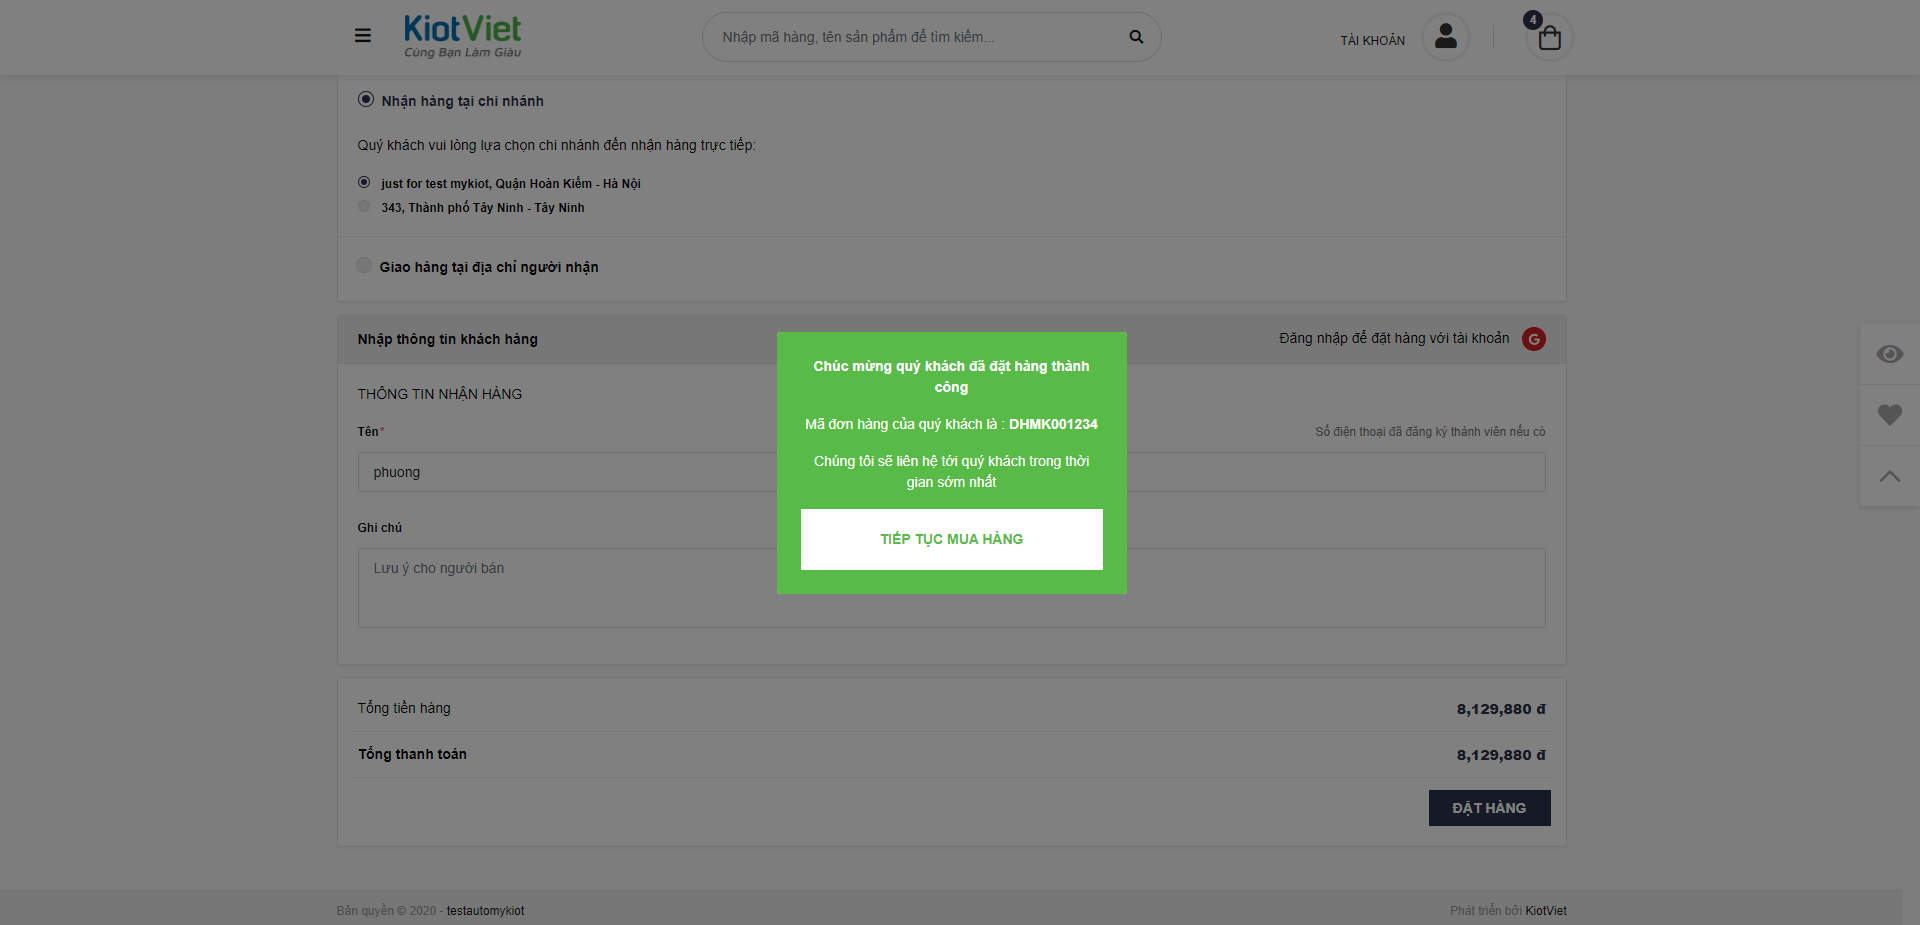 KiotViet
Cùng Bạn Làm Giàu
Nhập mã hàng, tên sản phẩm để tìm kiếm...
TÀI KHOẢN
4
Nhận hàng tại chi nhánh
Quý khách vui lòng lựa chọn chi nhánh đến nhận hàng trực tiếp:
just for test mykiot, Quận Hoàn Kiếm - Hà Nội
343, Thành phố Tây Ninh - Tây Ninh
Giao hàng tại địa chỉ người nhận
Nhập thông tin khách hàng
Đăng nhập để đặt hàng với tài khoản
G
THÔNG TIN NHẬN HÀNG
Tên*
Số điện thoại đã đăng ký thành viên nếu có
phuong
Ghi chú
Lưu ý cho người bán
Chúc mừng quý khách đã đặt hàng thành
công
Mã đơn hàng của quý khách là : DHMK001234
Chúng tôi sẽ liên hệ tới quý khách trong thời
gian sớm nhất
TIẾP TỤC MUA HÀNG
Tổng tiền hàng
8,129,880 đ
Tổng thanh toán
8,129,880 đ
ĐẶT HÀNG
Bản quyền © 2020 - testautomykiot
Phát triển bởi KiotViet